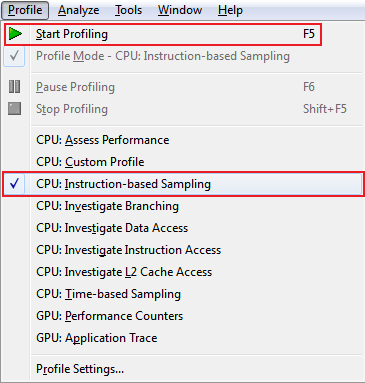 Profile Analyze Tools Window Help
Start Profiling F5
Profile Mode - CPU: Instruction-based Sampling
Pause Profiling F6
Stop Profiling Shift+F5
CPU: Assess Performance
CPU: Custom Profile
CPU: Instruction-based Sampling
CPU: Investigate Branching
CPU: Investigate Data Access
CPU: Investigate Instruction Access
CPU: Investigate L2 Cache Access
CPU: Time-based Sampling
GPU: Performance Counters
GPU: Application Trace
Profile Settings...